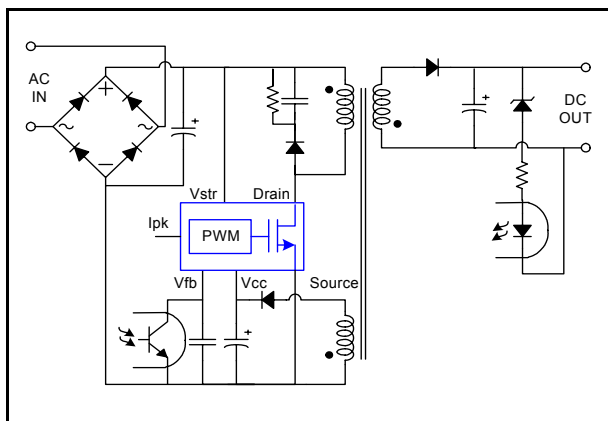 AC
IN
+
~
~
−
+
+
DC
OUT
Vstr
Drain
Ipk
PWM
Vfb
Vcc
Source
+